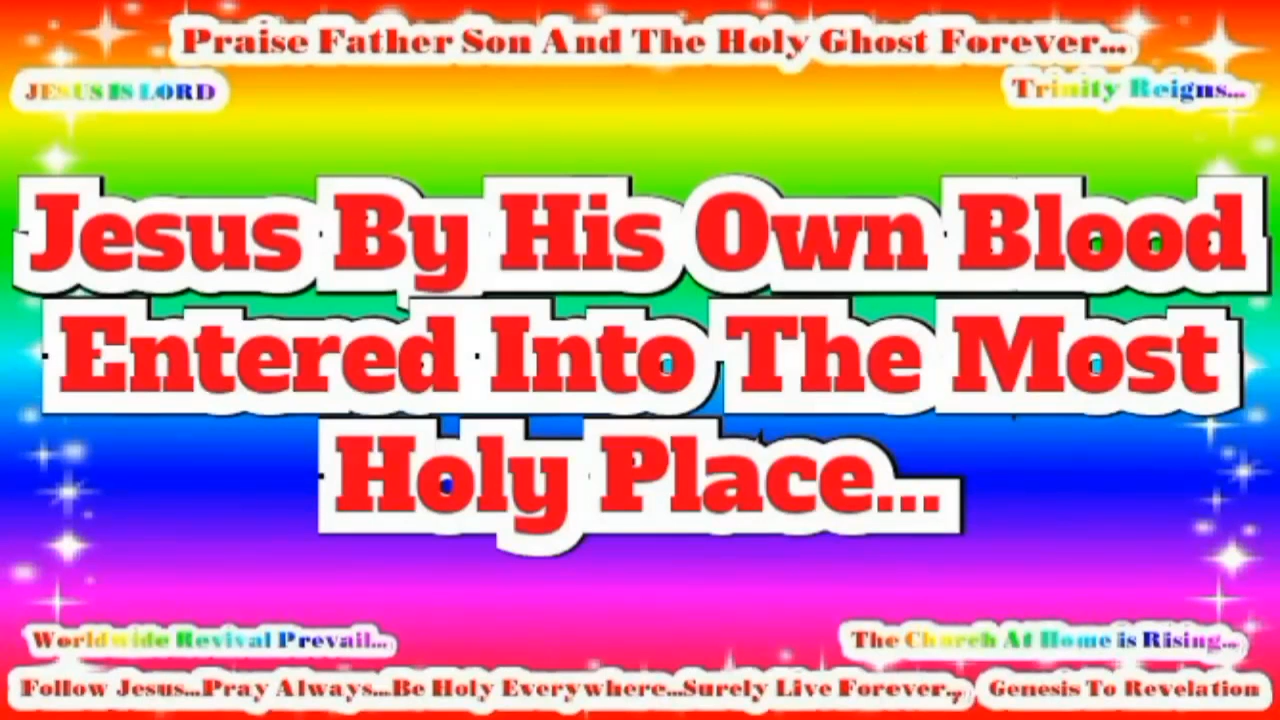 Praise Father Son And The Holy Ghost Forever...
JESUS IS LORD
Trinity Reigns...
Jesus By His Own Blood
Entered Into The Most
Holy Place...
Worldwide Revival Prevail...
The Church At Home is Rising...
Follow Jesus...Pray Always...Be Holy Everywhere...Surely Live Forever.,
Genesis To Revelation